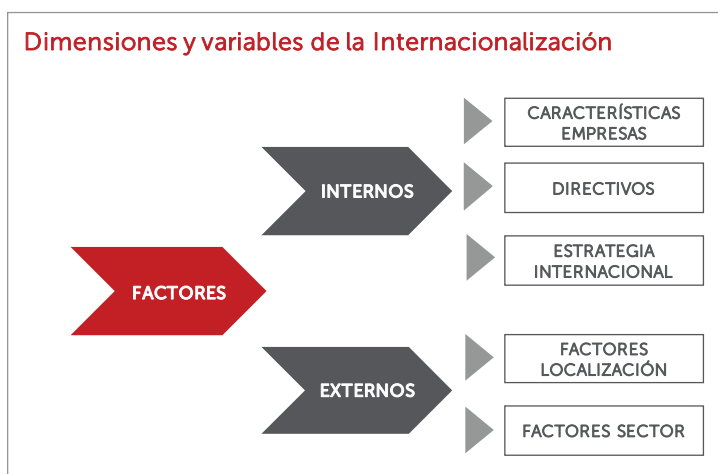 Dimensiones y variables de la Internacionalización
FACTORES
INTERNOS
CARACTERÍSTICAS
EMPRESAS
DIRECTIVOS
ESTRATEGIA
INTERNACIONAL
EXTERNOS
FACTORES
LOCALIZACIÓN
FACTORES SECTOR